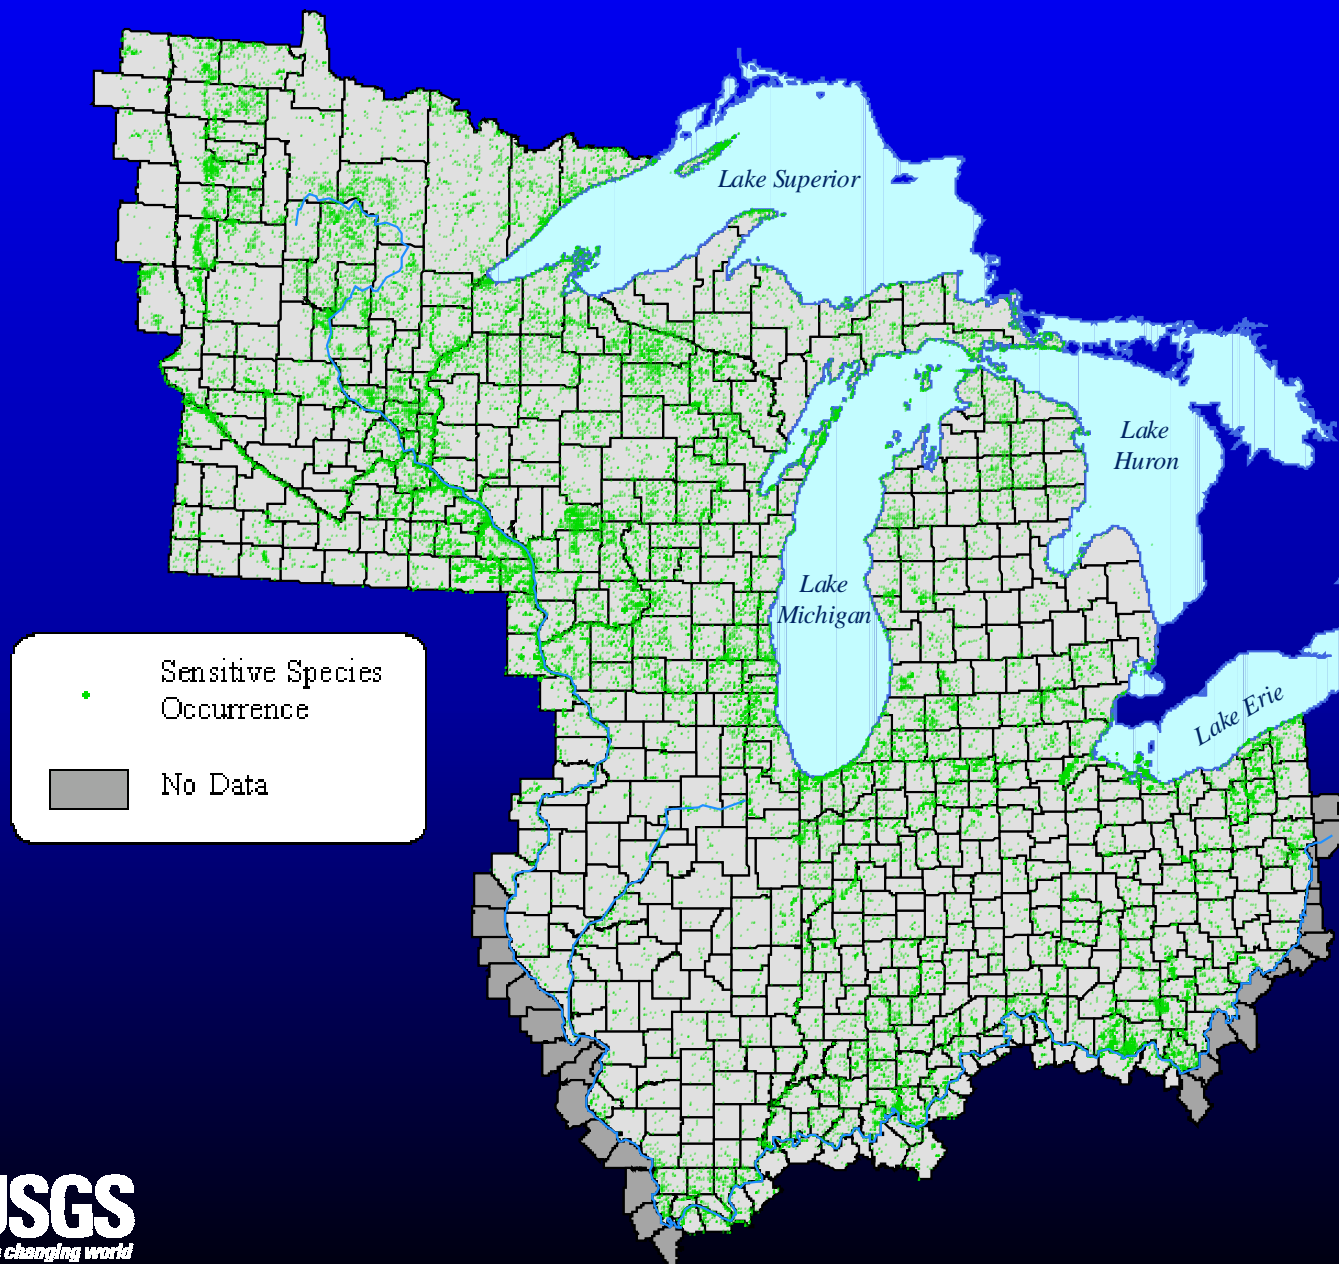 Lake Superior
Lake
Huron
Lake
Michigan
Lake Erie
Sensitive Species
Occurrence
No Data
USGS
changing world